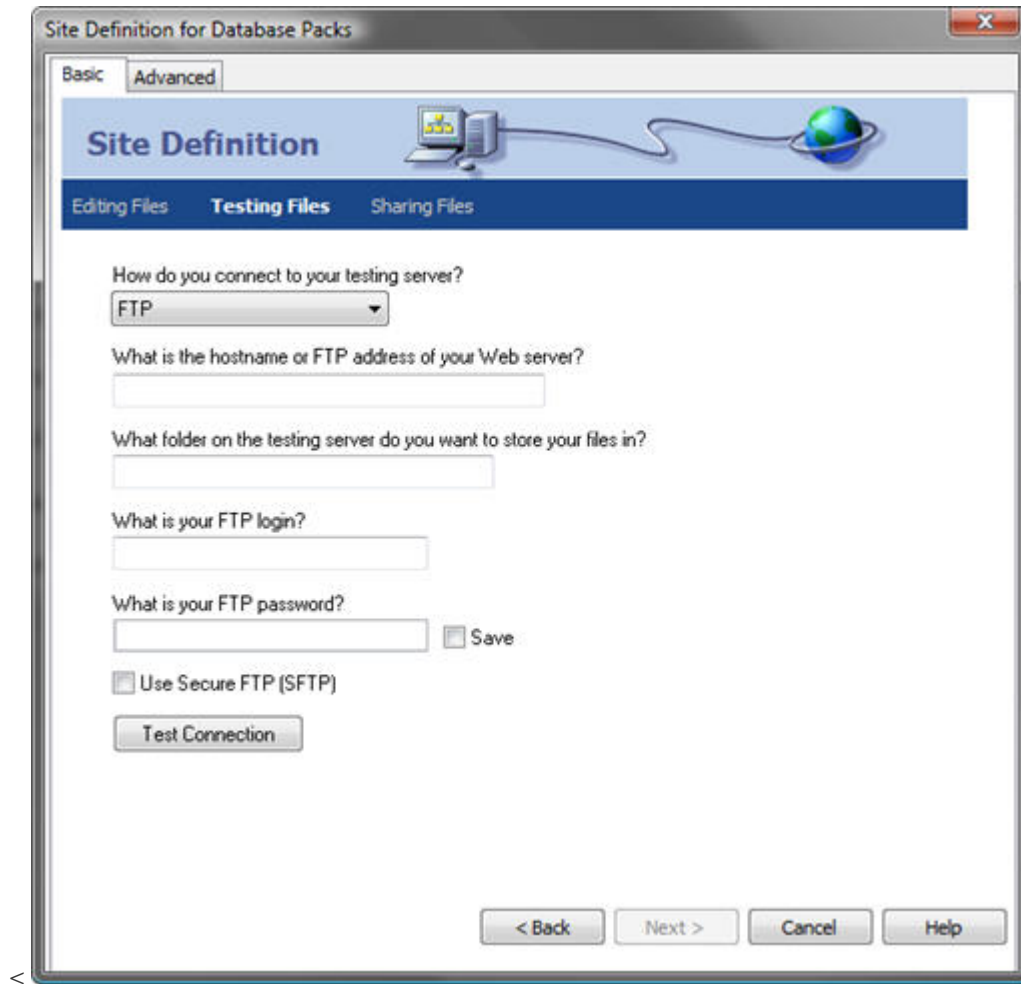 Site Definition for Database Packs
Basic Advanced
Site Definition
Editing Files Testing Files Sharing Files
How do you connect to your testing server?
FTP
What is the hostname or FTP address of your Web server?
What folder on the testing server do you want to store your files in?
What is your FTP login?
What is your FTP password?
Save
Use Secure FTP (SFTP)
Test Connection
< Back Next > Cancel Help
<